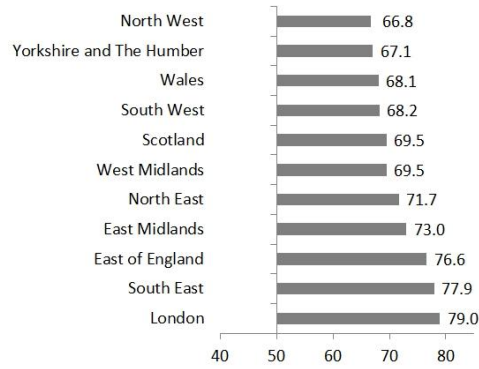 North West 66.8
Yorkshire and The Humber 67.1
Wales 68.1
South West 68.2
Scotland 69.5
West Midlands 69.5
North East 71.7
East Midlands 73.0
East of England 76.6
South East 77.9
London 79.0
40 50 60 70 80